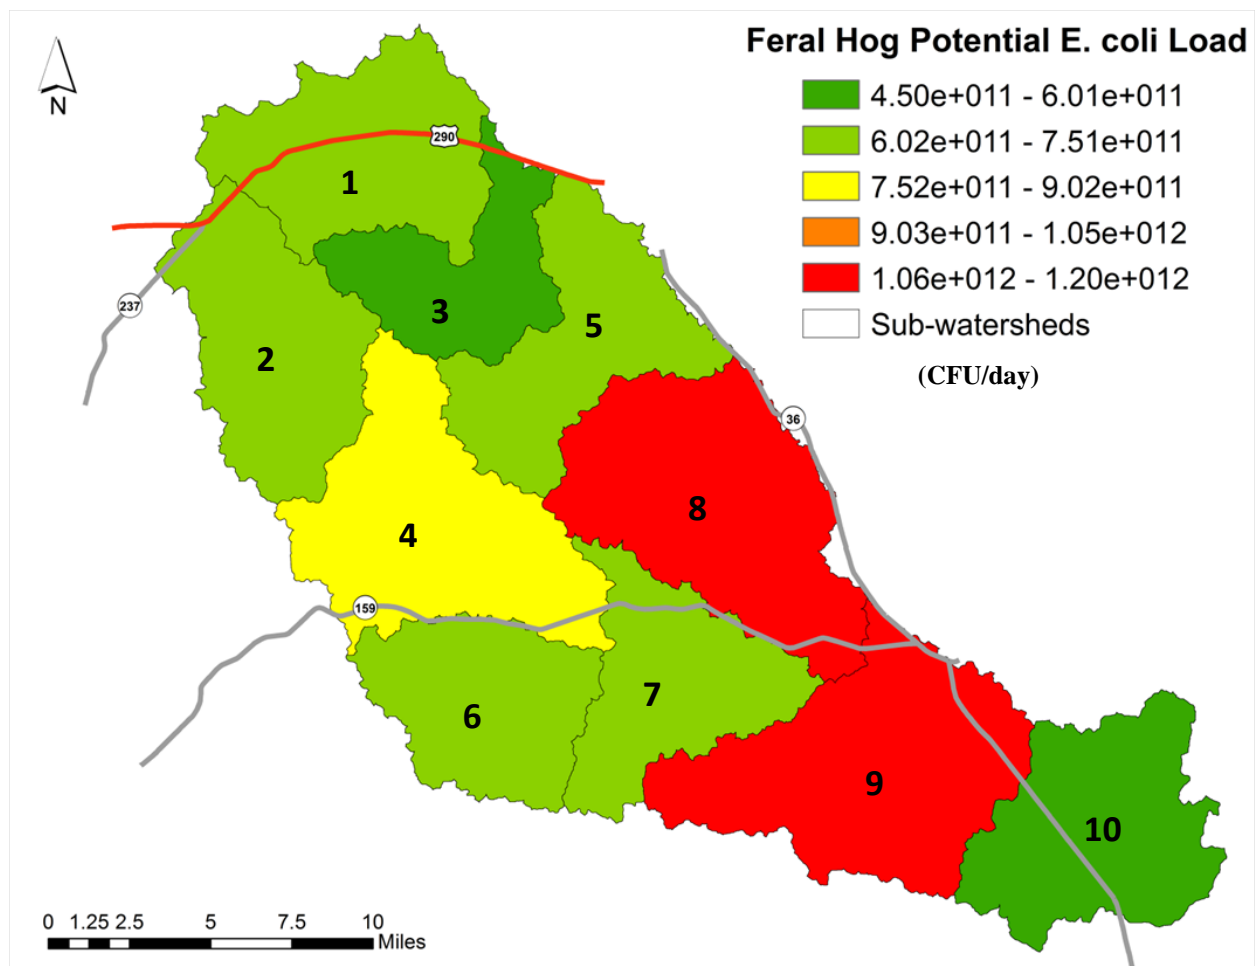 Feral Hog Potential E. coli Load
4.50e+011 - 6.01e+011
6.02e+011 - 7.51e+011
7.52e+011 - 9.02e+011
9.03e+011 - 1.05e+012
1.06e+012 - 1.20e+012
Sub-watersheds
(CFU/day)
N
290
1
237
3
5
2
36
8
4
159
7
6
9
10
0 1.25 2.5 5 7.5 10
Miles